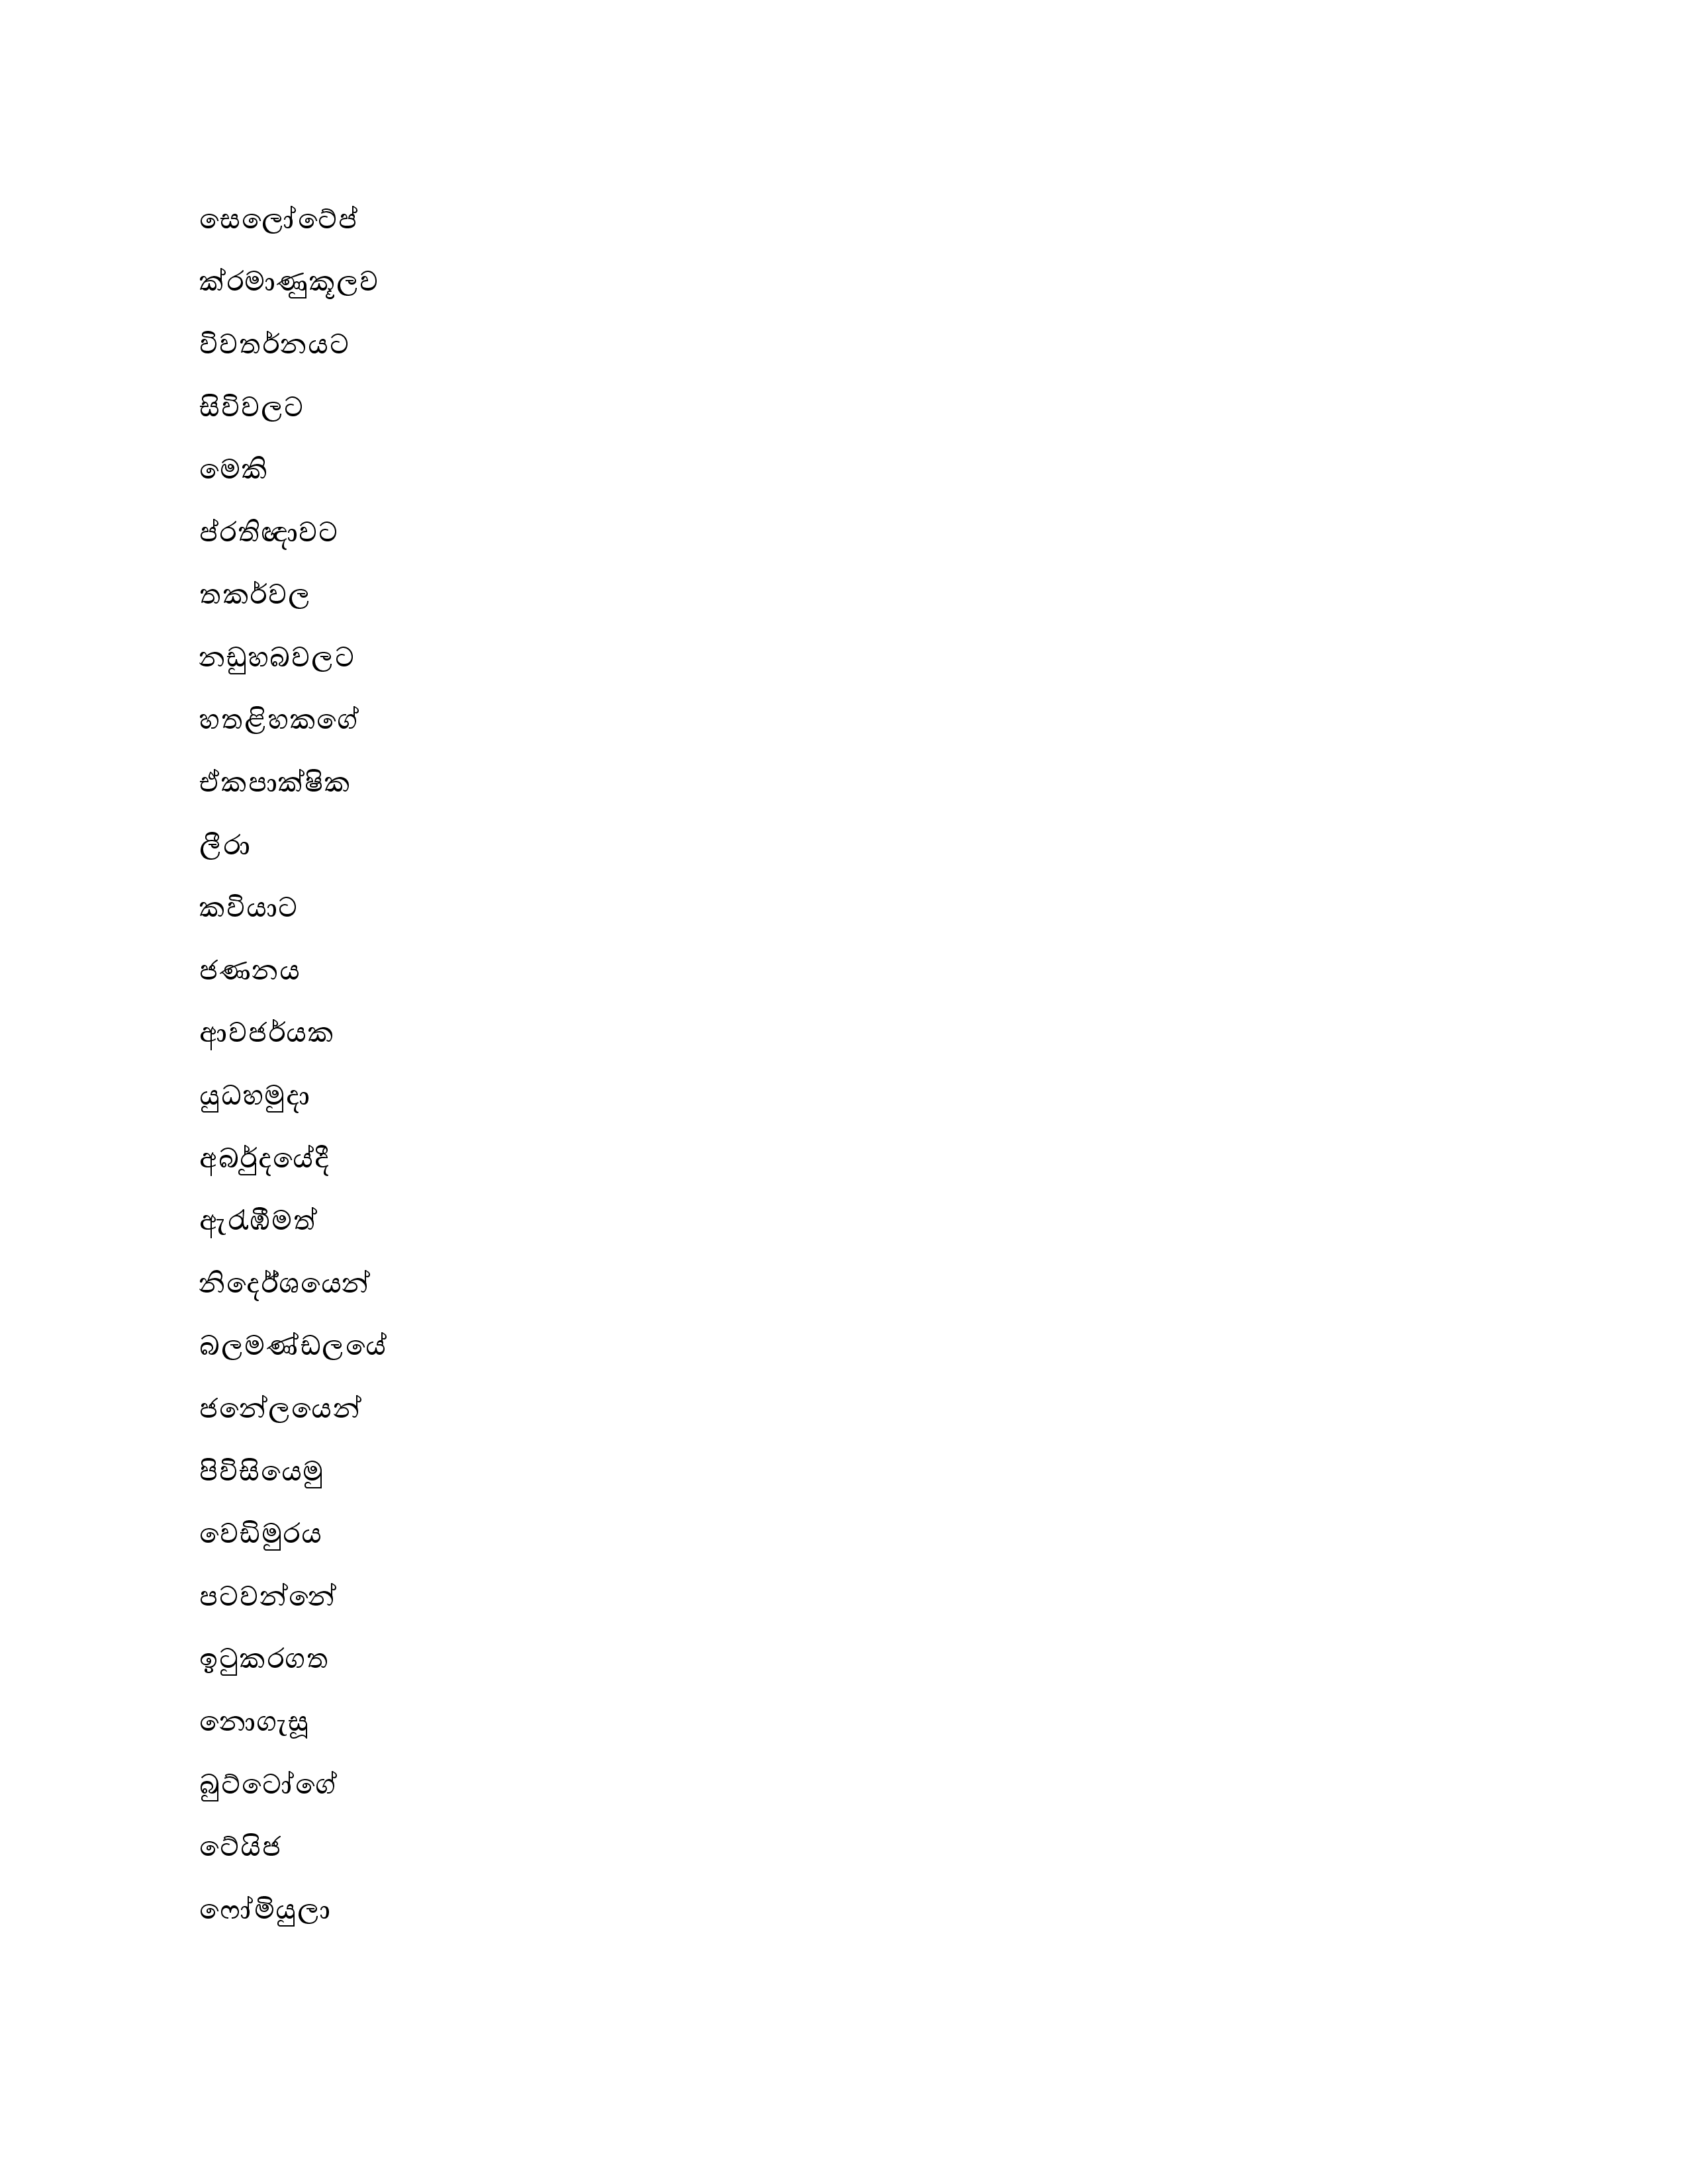 සෙලෝටේප්
ක්රමාණුකූලව
විවතර්නයට
සිවිවලට
මෙකි
ප්රතිඥාවට
තකර්වල
නඩුහබවලට
හතළිහකගේ
ඒකපාක්ෂික
ලීරා
කවියාට
ජණනය
ආවජර්යක
යුධහමුදා
අබර්ුදයේදී
ඇරැඹීමත්
නිදේර්ශයෙන්
බලමණ්ඩලයේ
ජනේලයෙන්
පිවිසියෙමු
වෙඩිමුරය
පටවන්නේ
ඉටුකරගත
නොගැසූ
බුට්ටෝගේ
ටේයිජ
ෆෝමියුලා